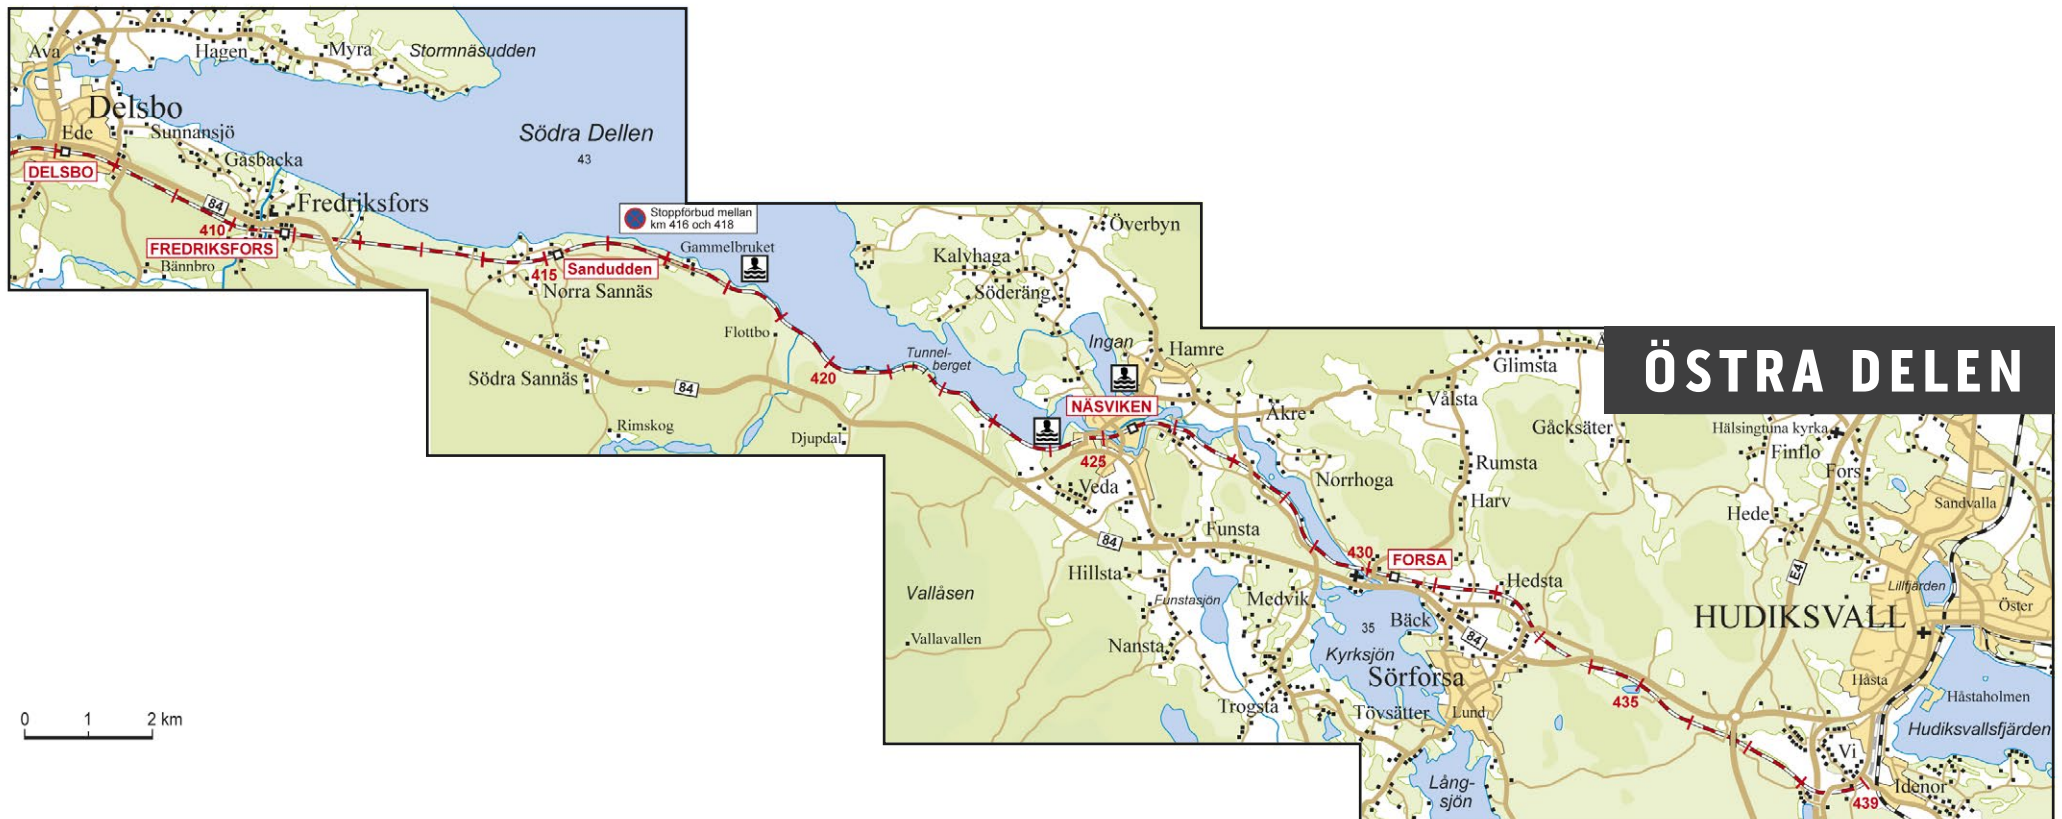 Ava
Hagen
Myra
Stormnäsudden
Delsbo
Ede
Sunnansjö
Södra Dellen
43
Gåsbacka
DELSBO
84
Fredriksfors
410
FREDRIKSFORS
Bännbro
Stoppförbud mellan
km 416 och 418
Gammelbruket
415
Sandudden
Norra Sannäs
Flottbo
Södra Sannäs
84
420
Tunnel-
berget
Rimskog
Djupdal
Överbyn
Kalvhaga
Söderäng
Ingan
Hamre
NÄSVIKEN
425
Veda
Åkre
Vålsta
Glimsta
ÖSTRA DELEN
Gåcksäter
Hälsingtuna kyrka
Finflo
Fors
Rumsta
Norrhoga
Harv
Hede
Sandvalla
Funsta
84
430
FORSA
Hillsta
Hedsta
E4
Vallåsen
Funstasjön
Medvik
Lillfjärden
Öster
HUDIKSVALL
35
Bäck
84
Vallavallen
Nansta
Kyrksjön
Sörforsa
Håsta
Håstaholmen
Trogsta
Tövsätter
Lund
435
Hudiksvallsfjärden
Vi
Lång-
sjön
Idenor
439
0 1 2 km